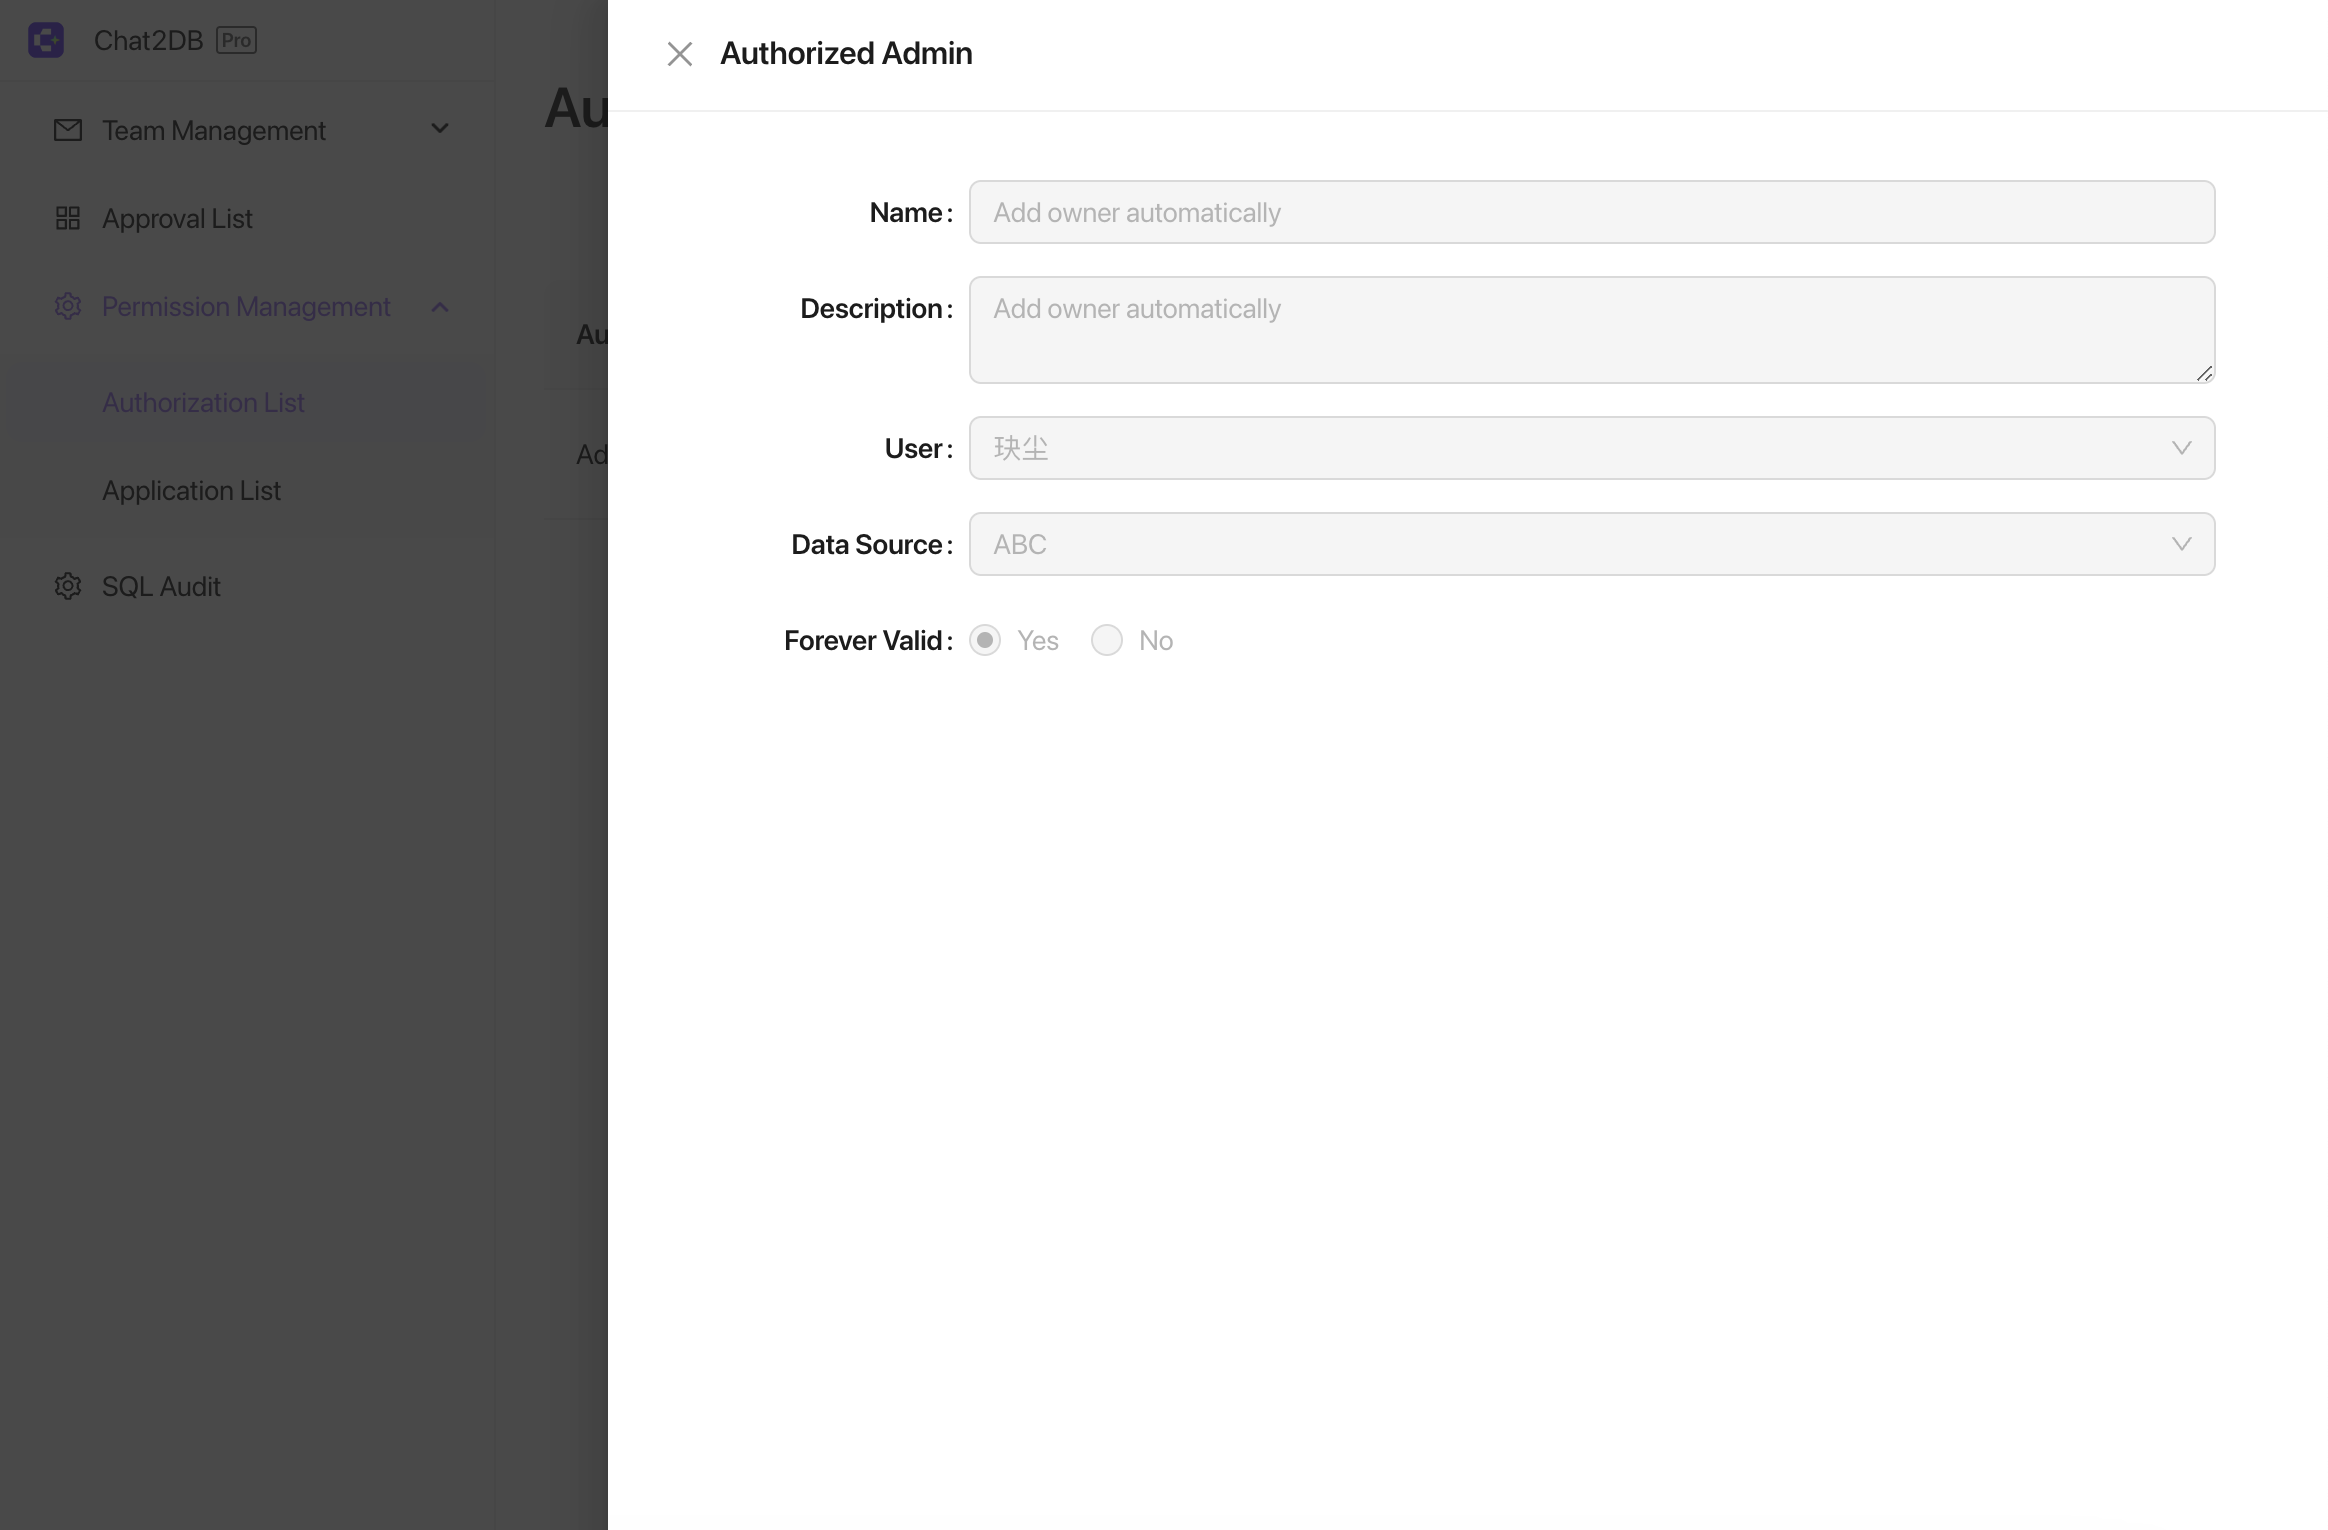 Chat2DB Pro
Team Management
Approval List
Permission Management
Authorization List
Application List
SQL Audit
Au
Au
Ad
Authorized Admin
Name:
Add owner automatically
Description:
Add owner automatically
User:
玦尘
Data Source:
ABC
Forever Valid:
Yes
No